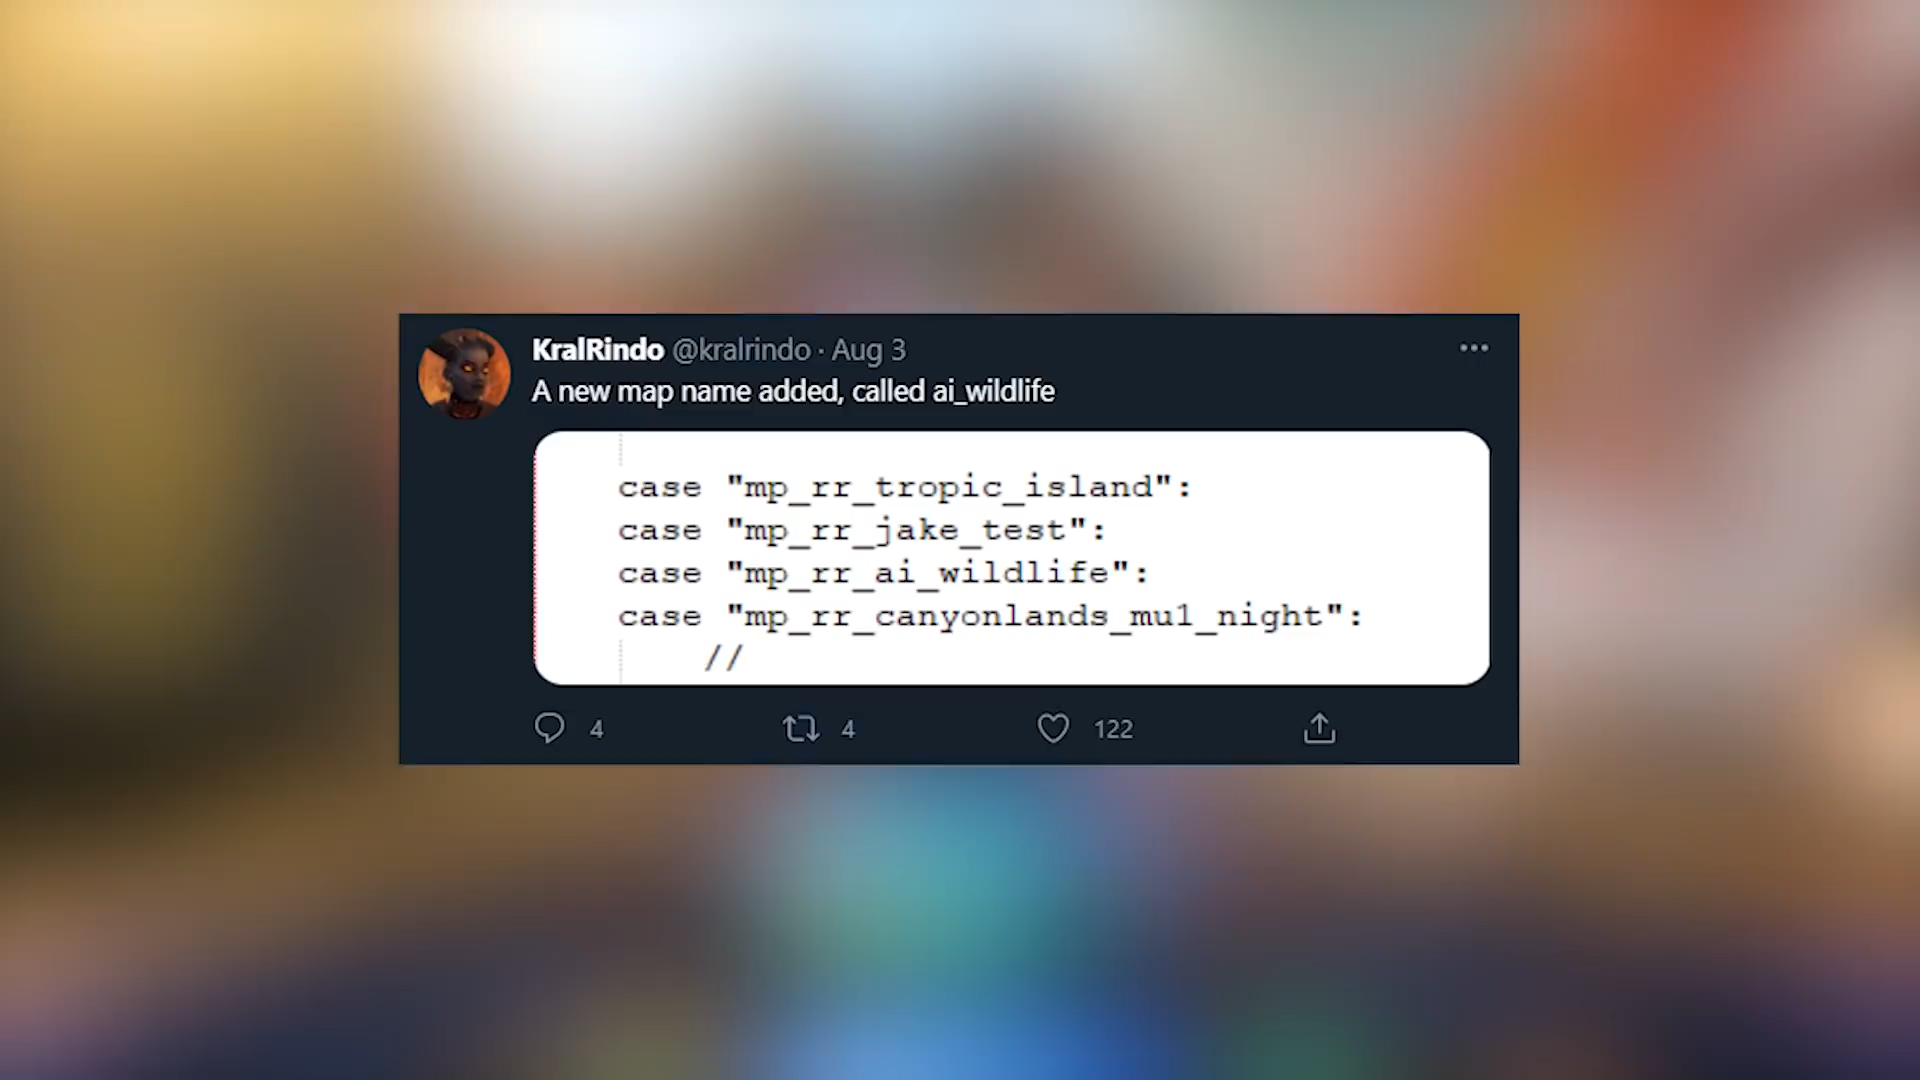 KralRindo @kralrindo · Aug 3
A new map name added, called ai_wildlife
case "mp_rr_tropic_island":
case "mp_rr_jake_test":
case "mp_rr_ai_wildlife":
case "mp_rr_canyonlands_mu1_night":
//
4 4 122